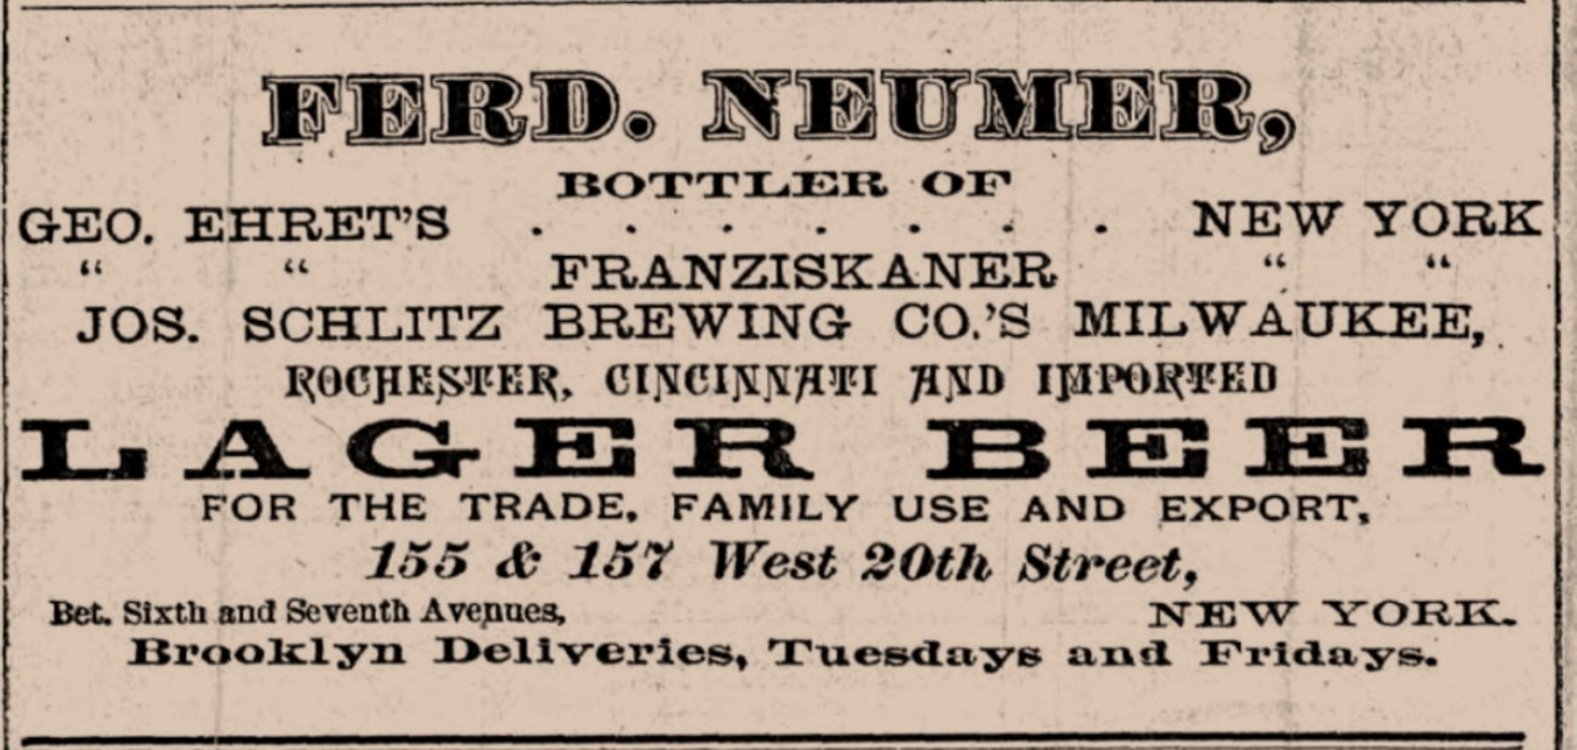 FERD. NEUMER,
BOTTLER OF
GEO. EHRET'S . . . . . . . NEW YORK
“ “ FRANZISKANER “ “
JOS. SCHLITZ BREWING CO.'S MILWAUKEE,
ROCHESTER, CINCINNATI AND IMPORTED
LAGER BEER
FOR THE TRADE, FAMILY USE AND EXPORT,
155 & 157 West 20th Street,
Bet. Sixth and Seventh Avenues, NEW YORK.
Brooklyn Deliveries, Tuesdays and Fridays.